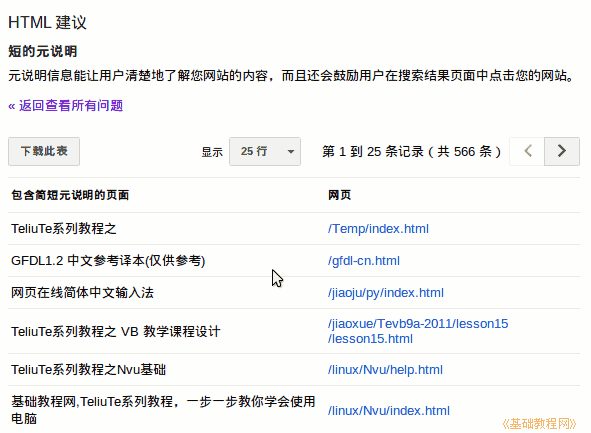 HTML 建议
短的元说明
元说明信息能让用户清楚地了解您网站的内容，而且还会鼓励用户在搜索结果页面中点击您的网站。
« 返回查看所有问题
下载此表 显示 25 行 第 1 到 25 条记录（共 566 条）
包含简短元说明的页面 网页
TeliuTe系列教程之 /Temp/index.html
GFDL1.2 中文参考译本(仅供参考) /gfdl-cn.html
网页在线简体中文输入法 /jiaoju/py/index.html
TeliuTe系列教程之 VB 教学课程设计 /jiaoxue/Tevb9a-2011/lesson15
/lesson15.html
TeliuTe系列教程之Nvu基础 /linux/Nvu/help.html
基础教程网,TeliuTe系列教程，一步一步教你学会使用
电脑 /linux/Nvu/index.html
《基础教程网》